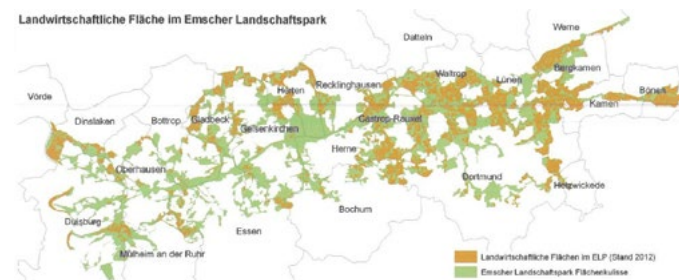 Landwirtschaftliche Fläche im Emscher Landschaftspark
Werne
Datteln
Bergkamen
Waltrop
Lünen
Recklinghausen
Herten
Bönen
Vörde
Kamen
Dinslaken
Bottrop
Gladbeck
Castrop-Rauxel
Gelsenkirchen
Herne
Oberhausen
Dortmund
Holzwickede
Bochum
Duisburg
Essen
Mülheim an der Ruhr
Landwirtschaftliche Flächen im ELP (Stand 2012)
Emscher Landschaftspark Flächenkulisse